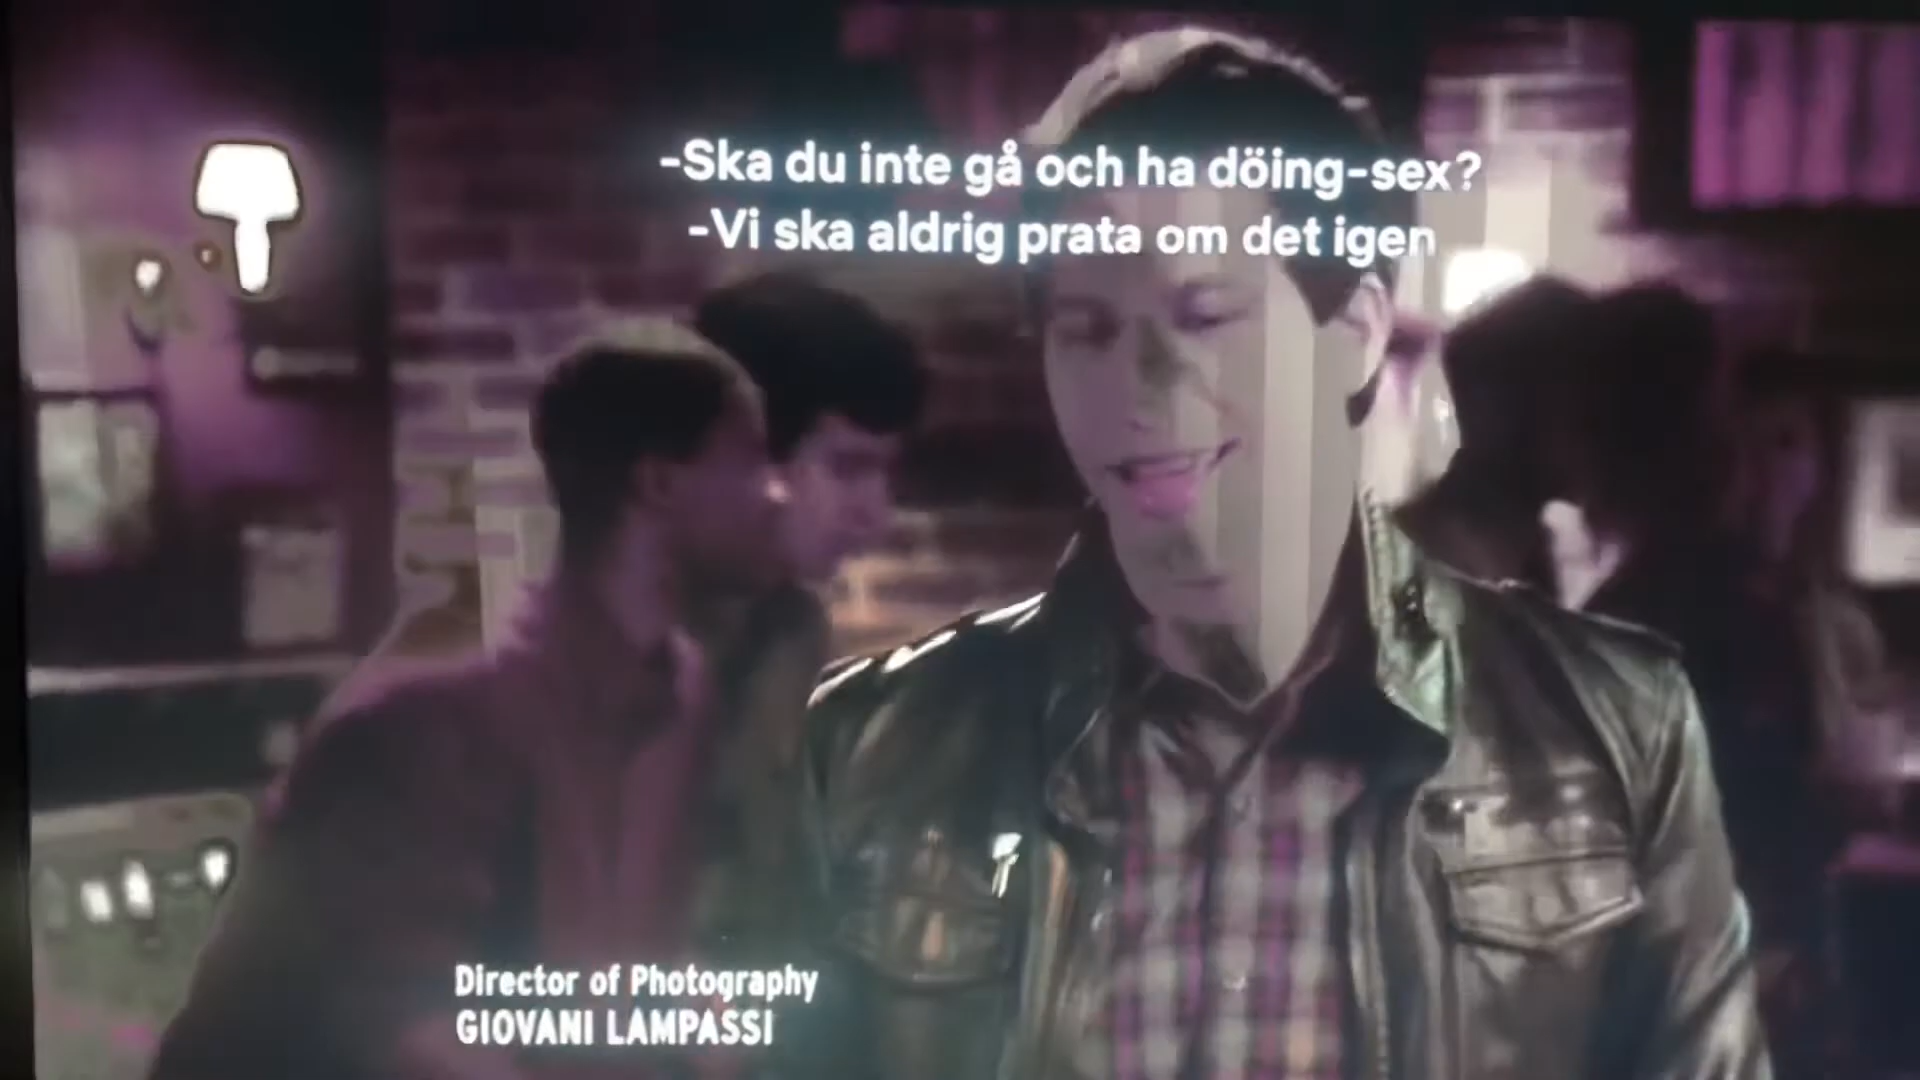 -Ska du inte gå och ha döing-sex?
-Vi ska aldrig prata om det igen
Director of Photography
GIOVANI LAMPASSI